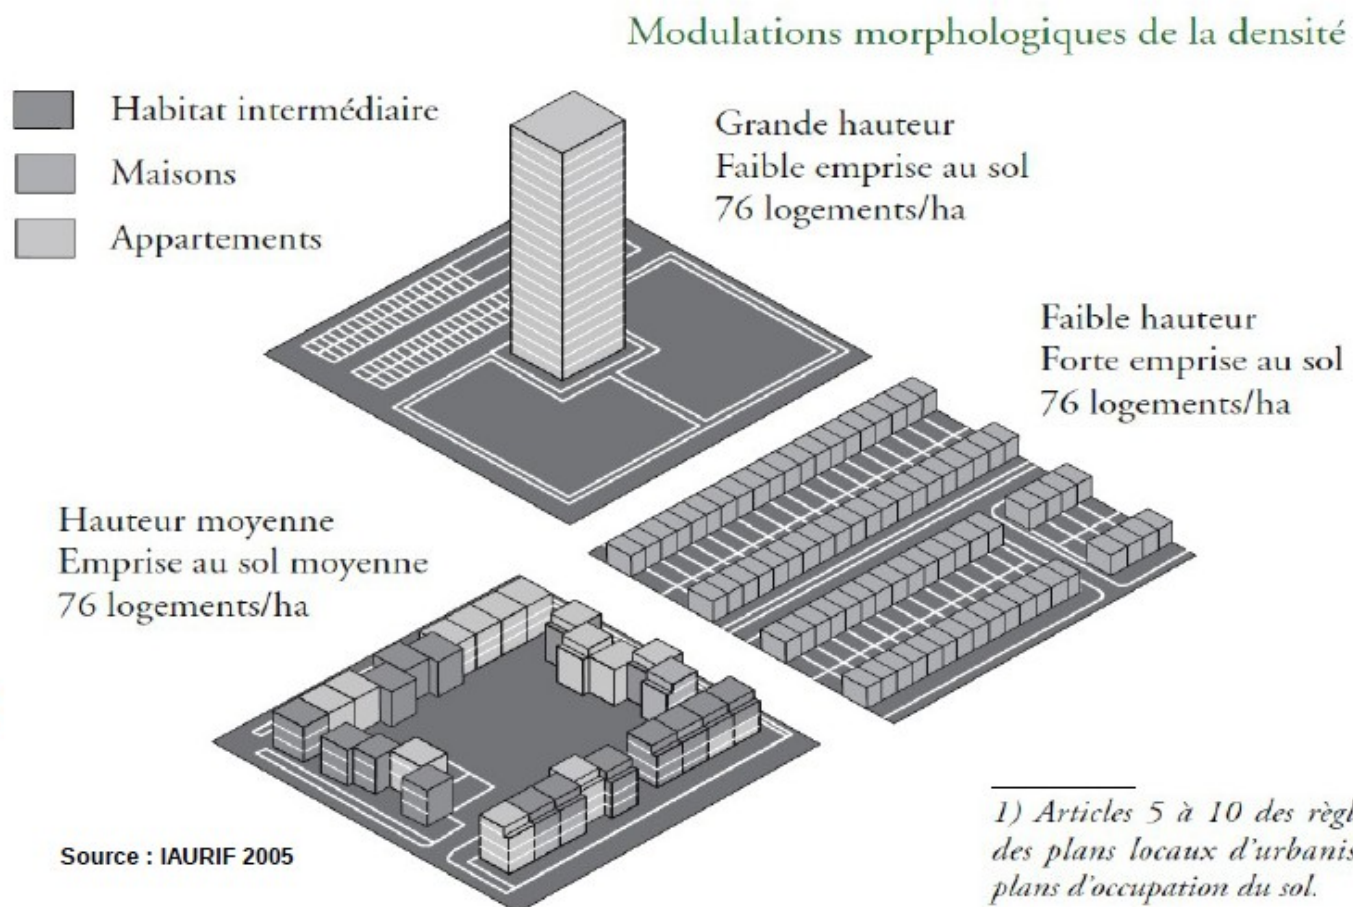 Modulations morphologiques de la densité
Habitat intermédiaire
Maisons
Appartements
Grande hauteur
Faible emprise au sol
76 logements/ha
Faible hauteur
Forte emprise au sol
76 logements/ha
Hauteur moyenne
Emprise au sol moyenne
76 logements/ha
Source : IAURIF 2005
1) Articles 5 à 10 des règl
des plans locaux d'urbanis
plans d'occupation du sol.